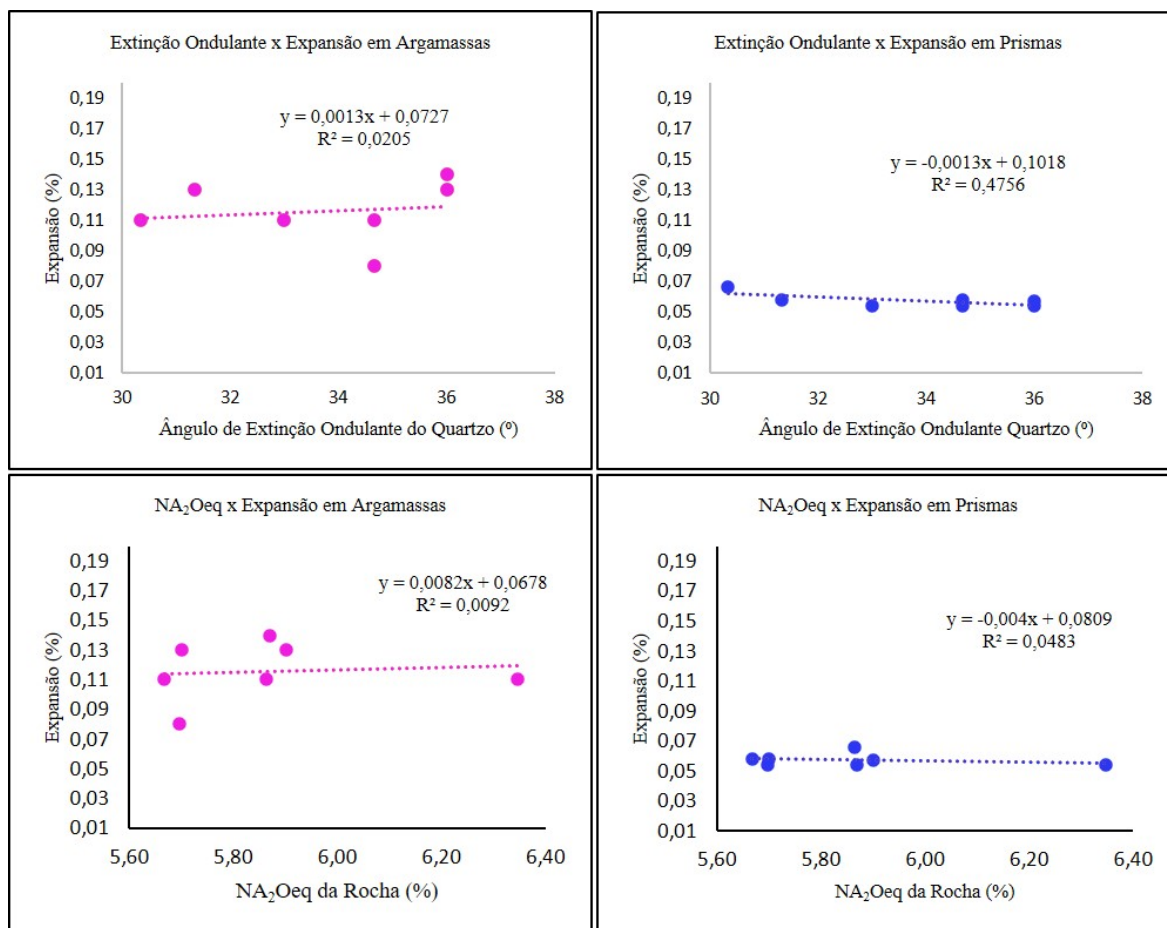 Extinção Ondulante x Expansão em Argamassas
y = 0,0013x + 0,0727
R² = 0,0205
Expansão (%)
0,19
0,17
0,15
0,13
0,11
0,09
0,07
0,05
0,03
0,01
30 32 34 36 38
Ângulo de Extinção Ondulante do Quartzo (º)
Extinção Ondulante x Expansão em Prismas
y = -0,0013x + 0,1018
R² = 0,4756
Expansão (%)
0,19
0,17
0,15
0,13
0,11
0,09
0,07
0,05
0,03
0,01
30 32 34 36 38
Ângulo de Extinção Ondulante Quartzo (º)
NA₂Oeq x Expansão em Argamassas
y = 0,0082x + 0,0678
R² = 0,0092
Expansão (%)
0,19
0,17
0,15
0,13
0,11
0,09
0,07
0,05
0,03
0,01
5,60 5,80 6,00 6,20 6,40
NA₂Oeq da Rocha (%)
NA₂Oeq x Expansão em Prismas
y = -0,004x + 0,0809
R² = 0,0483
Expansão (%)
0,19
0,17
0,15
0,13
0,11
0,09
0,07
0,05
0,03
0,01
5,60 5,80 6,00 6,20 6,40
NA₂Oeq da Rocha (%)